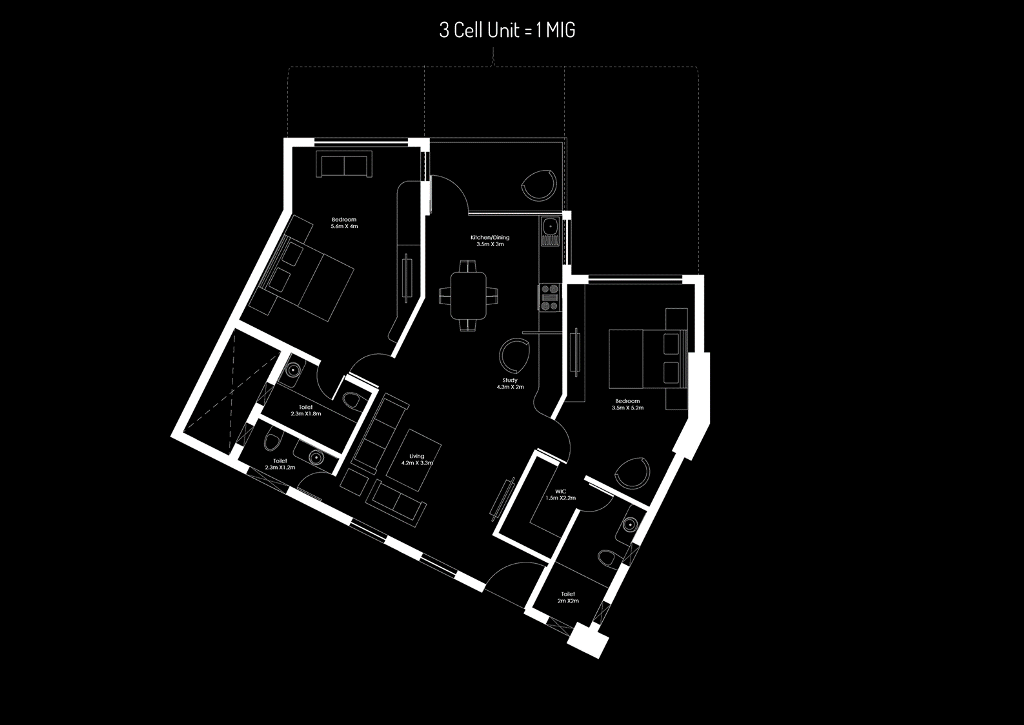 3 Cell Unit = 1 MIG
Bedroom
5.6m X 4m
Kitchen/Dining
3.5m X 3m
Study
4.3m X 2m
Bedroom
3.5m X 5.2m
Toilet
2.3m X1.8m
Living
4.2m X 3.3m
Toilet
2.3m X1.2m
WIC
1.5m X2.2m
Toilet
2m X2m